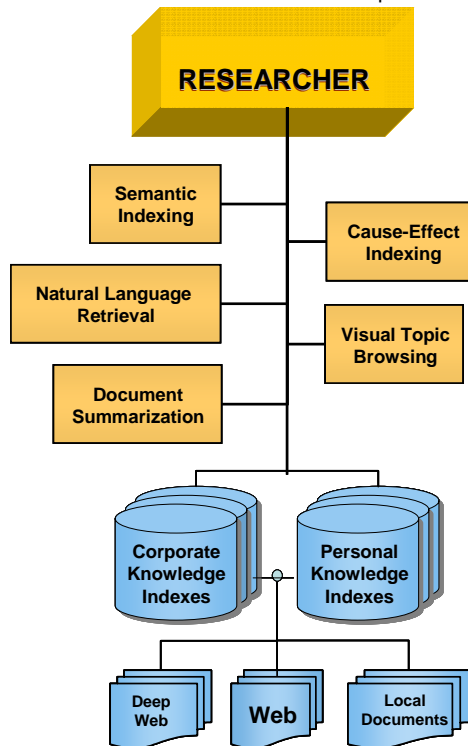 RESEARCHER
Semantic
Indexing
Cause-Effect
Indexing
Natural Language
Retrieval
Visual Topic
Browsing
Document
Summarization
Corporate
Knowledge
Indexes
Personal
Knowledge
Indexes
Deep
Web
Web
Local
Documents